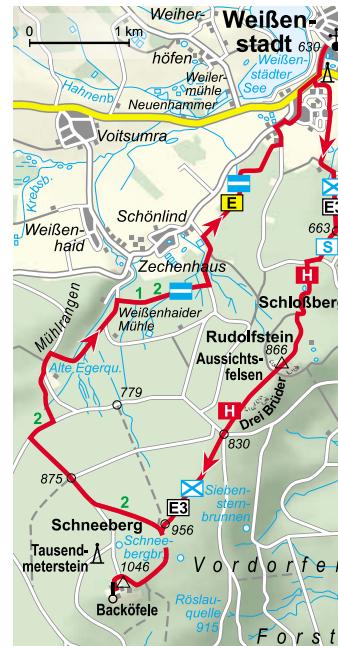 Weiher-
höfen
Weißen-
stadt
630
0
1 km
Hahnenb.
Weiler-
mühle
Weißen-
städter
See
Neuenhammer
Voitsumra
Krebsb.
E
E3
Weißen-
haid
Schönlind
663
S
Zechenhaus
H
Schloßberg
1
2
Weißenhaider
Mühle
Mühlrangen
Rudolfstein
866
Aussichts-
felsen
Alte Egerqu.
779
Drei Brüder
H
2
830
875
2
Sieben-
stern-
brunnen
E3
Schneeberg
956
Schnee-
bergbr.
Tausend-
meterstein
1046
Vordorfer
Backöfele
Röslau-
quelle
915
Forst